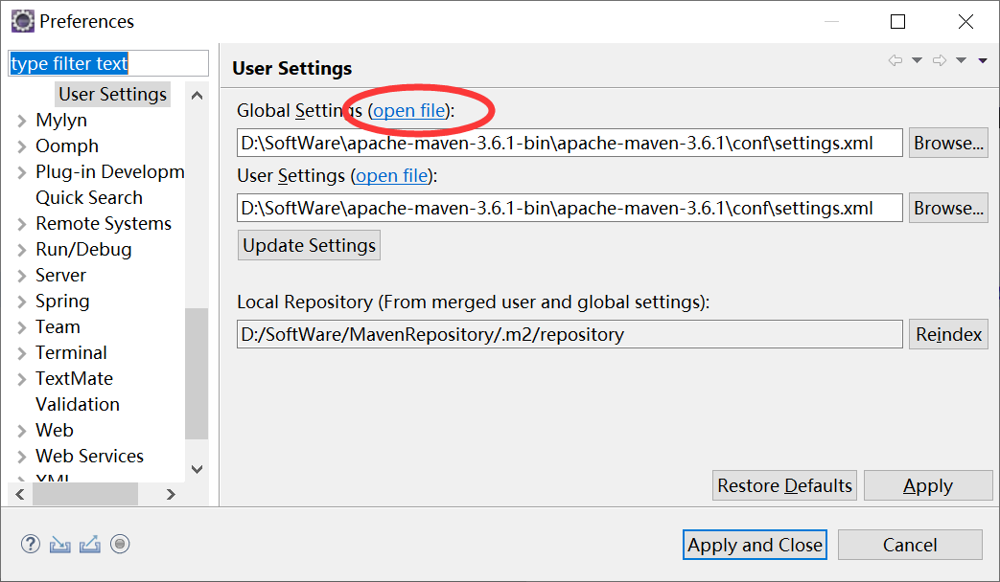 Preferences
type filter text
User Settings
Mylyn
Oomph
Plug-in Developm
Quick Search
Remote Systems
Run/Debug
Server
Spring
Team
Terminal
TextMate
Validation
Web
Web Services
XML
User Settings
Global Settings (open file):
D:\SoftWare\apache-maven-3.6.1-bin\apache-maven-3.6.1\conf\settings.xml Browse...
User Settings (open file):
D:\SoftWare\apache-maven-3.6.1-bin\apache-maven-3.6.1\conf\settings.xml Browse...
Update Settings
Local Repository (From merged user and global settings):
D:/SoftWare/MavenRepository/.m2/repository Reindex
Restore Defaults Apply
? Apply and Close Cancel